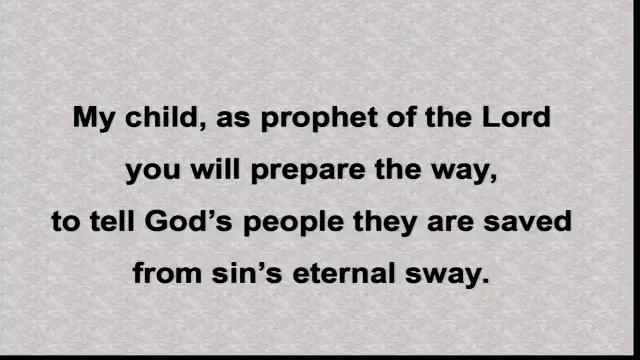 My child, as prophet of the Lord
you will prepare the way,
to tell God’s people they are saved
from sin’s eternal sway.